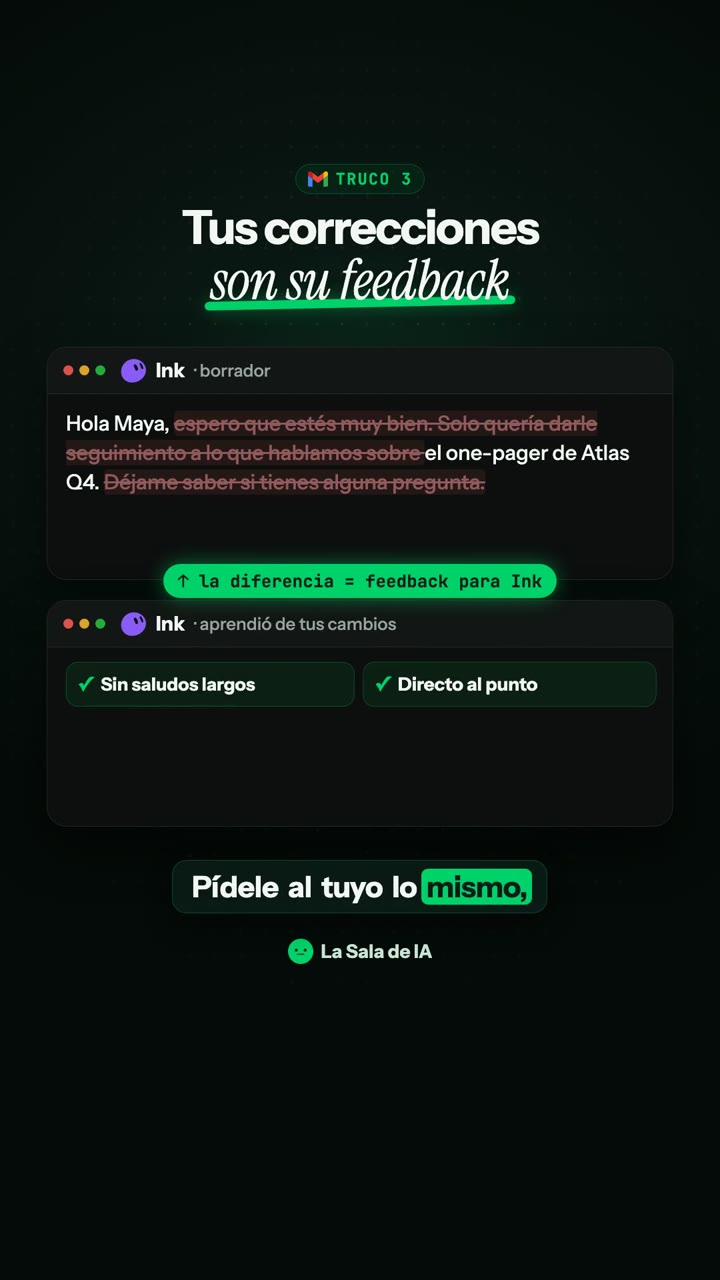 TRUCO 3
Tus correcciones
son su feedback
Ink · borrador
Hola Maya, espero que estés muy bien. Solo quería darle
seguimiento a lo que hablamos sobre el one-pager de Atlas
Q4. Déjame saber si tienes alguna pregunta.
↑ la diferencia = feedback para Ink
Ink · aprendió de tus cambios
✓ Sin saludos largos
✓ Directo al punto
Pídele al tuyo lo mismo,
La Sala de IA